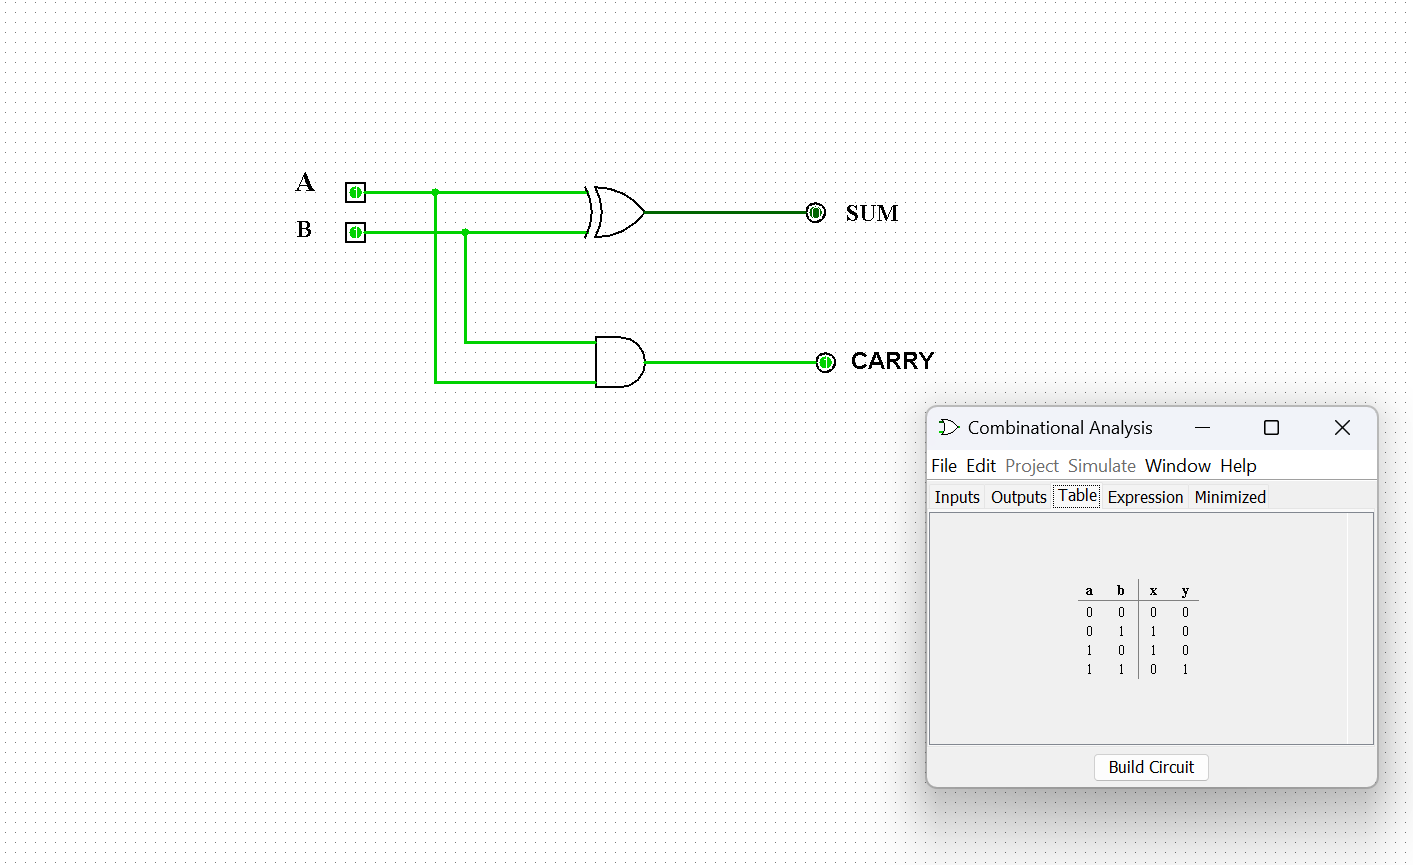 A
1
B
1
SUM
0
CARRY
1
Combinational Analysis
File Edit Project Simulate Window Help
Inputs Outputs Table Expression Minimized
a b x y
0 0 0 0
0 1 1 0
1 0 1 0
1 1 0 1
Build Circuit